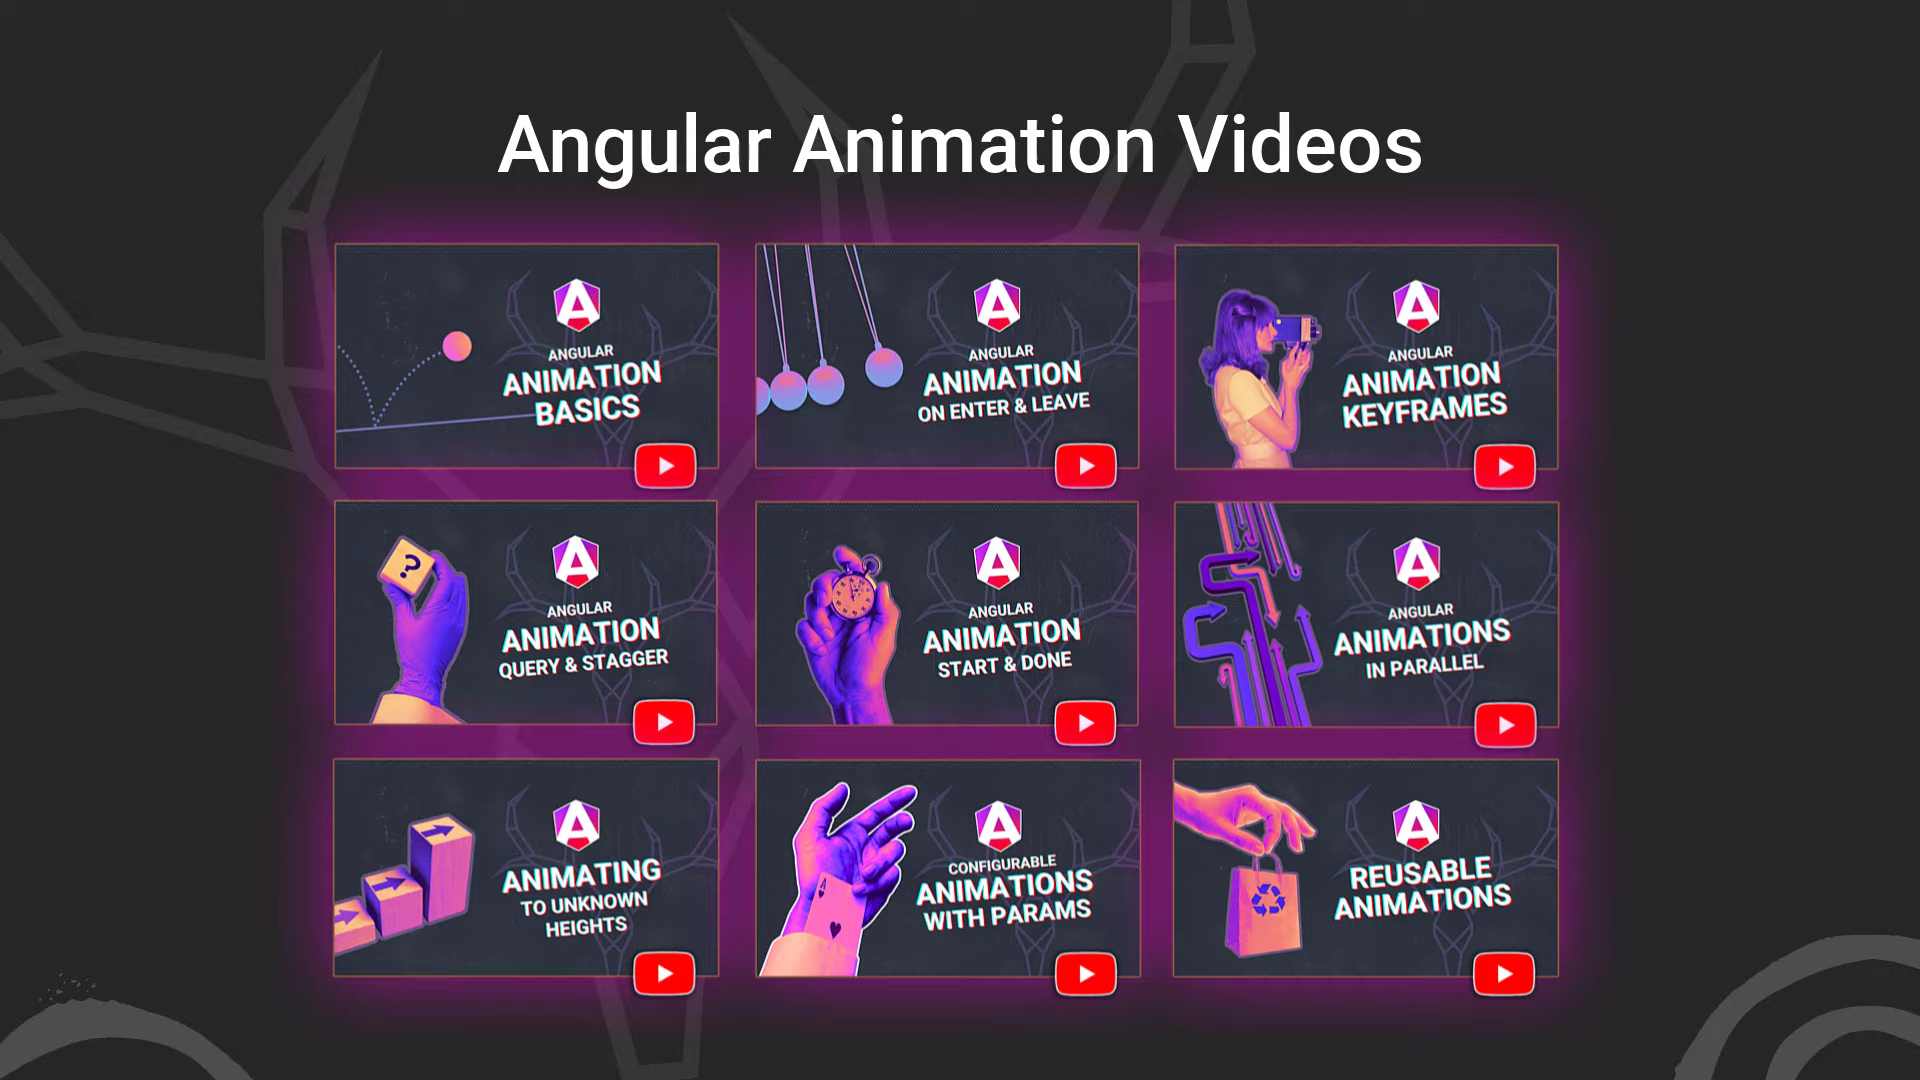 Angular Animation Videos
ANGULAR
ANIMATION
BASICS
ANGULAR
ANIMATION
ON ENTER & LEAVE
ANGULAR
ANIMATION
KEYFRAMES
?
ANGULAR
ANIMATION
QUERY & STAGGER
ANGULAR
ANIMATION
START & DONE
ANGULAR
ANIMATIONS
IN PARALLEL
ANIMATING
TO UNKNOWN
HEIGHTS
A
CONFIGURABLE
ANIMATIONS
WITH PARAMS
REUSABLE
ANIMATIONS